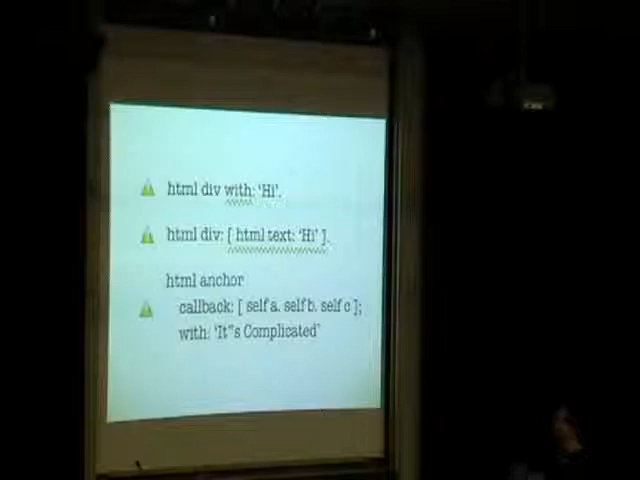 html div with: 'Hi'.
html div: [ html text: 'Hi' ].
html anchor
callback: [ self a. self b. self c ];
with: 'It''s Complicated'